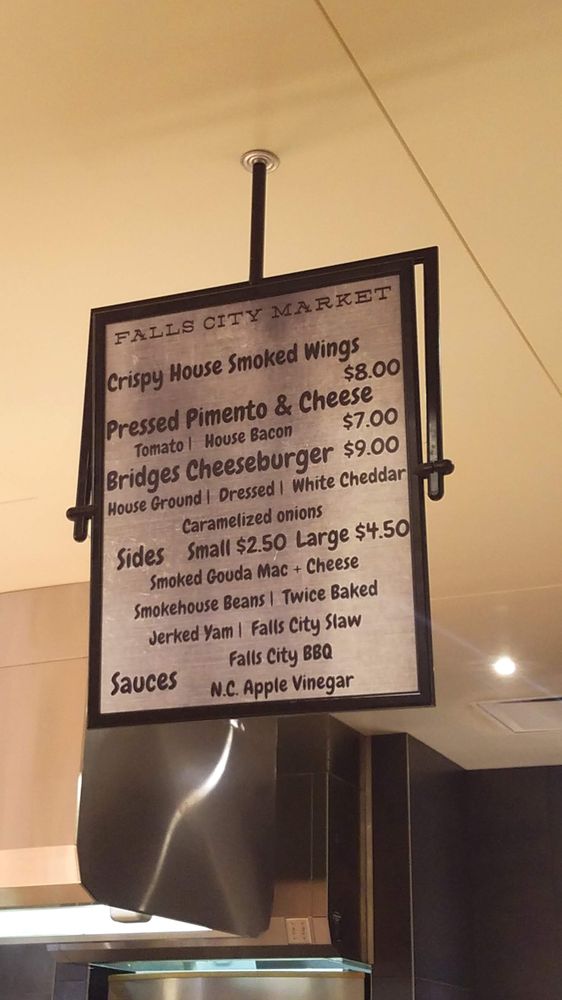 FALLS CITY MARKET
Crispy House Smoked Wings
$8.00
Pressed Pimento & Cheese
Tomato | House Bacon $7.00
Bridges Cheeseburger $9.00
House Ground | Dressed | White Cheddar
Caramelized onions
Sides Small $2.50 Large $4.50
Smoked Gouda Mac + Cheese
Smokehouse Beans | Twice Baked
Jerked Yam | Falls City Slaw
Falls City BBQ
Sauces N.C. Apple Vinegar